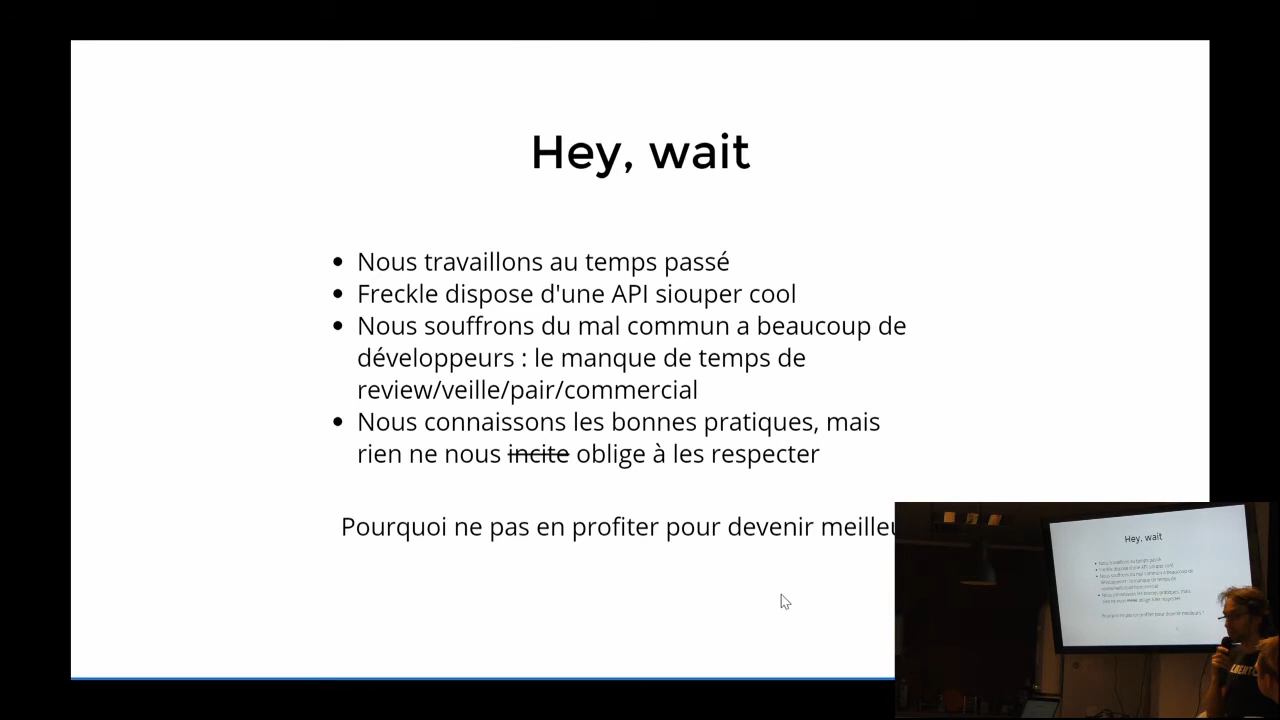 Hey, wait
Nous travaillons au temps passé
Freckle dispose d'une API siouper cool
Nous souffrons du mal commun a beaucoup de
développeurs : le manque de temps de
review/veille/pair/commercial
Nous connaissons les bonnes pratiques, mais
rien ne nous incite oblige à les respecter
Pourquoi ne pas en profiter pour devenir meilleu
Hey, wait